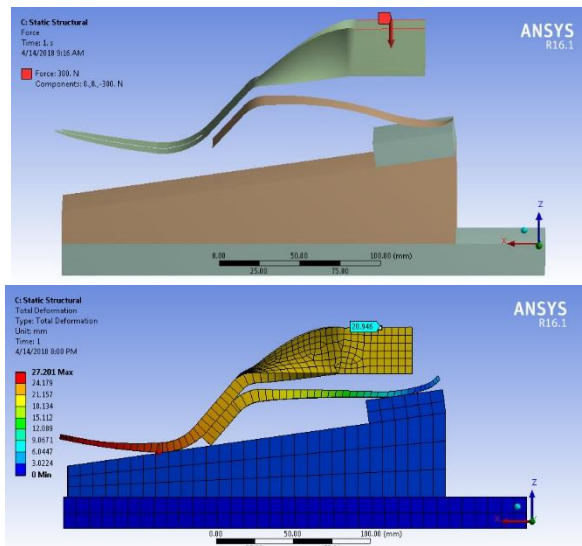 C: Static Structural
Force
Time: 1. s
4/14/2018 9:16 AM
Force: 300. N
Components: 0.,0.,-300. N
ANSYS
R16.1
Z
X
0.00 50.00 100.00 (mm)
25.00 75.00
C: Static Structural
Total Deformation
Type: Total Deformation
Unit: mm
Time: 1
4/14/2018 8:00 PM
ANSYS
R16.1
20.946
27.201 Max
24.179
21.157
18.134
15.112
12.089
9.0671
6.0447
3.0224
0 Min
Z
0.00 50.00 100.00 (mm)